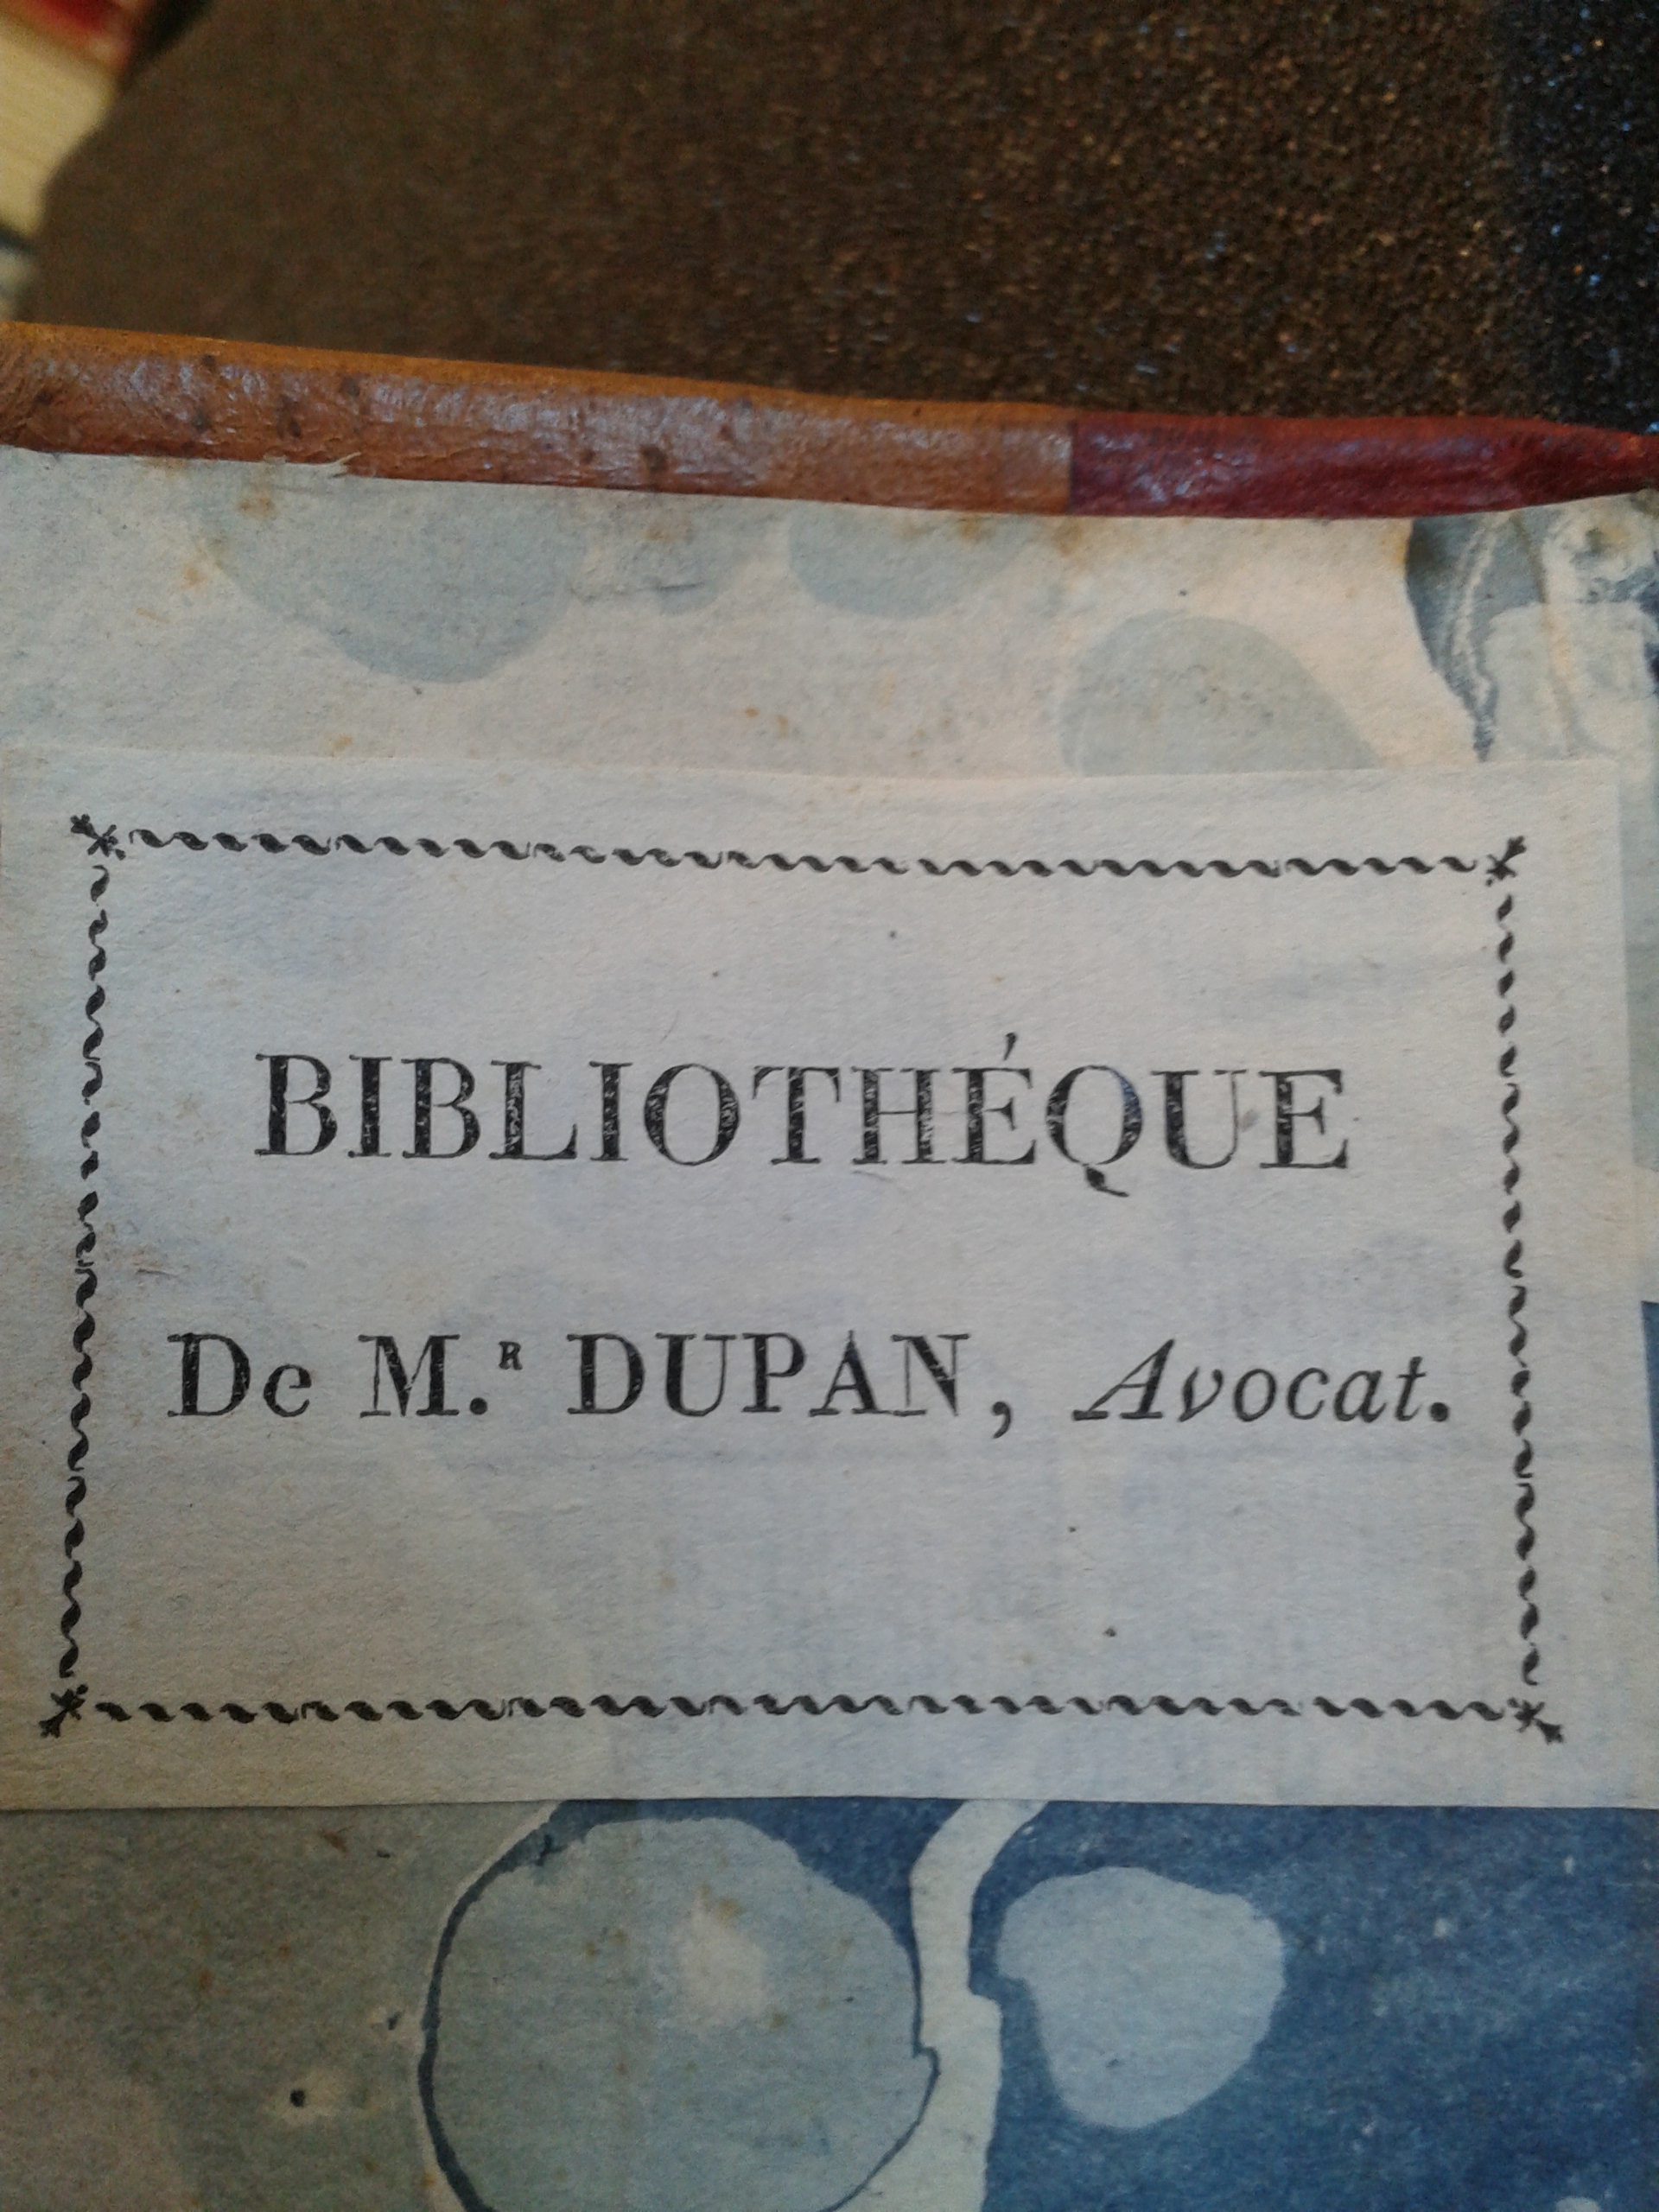 BIBLIOTHÉQUE
De M.ᴿ DUPAN, Avocat.